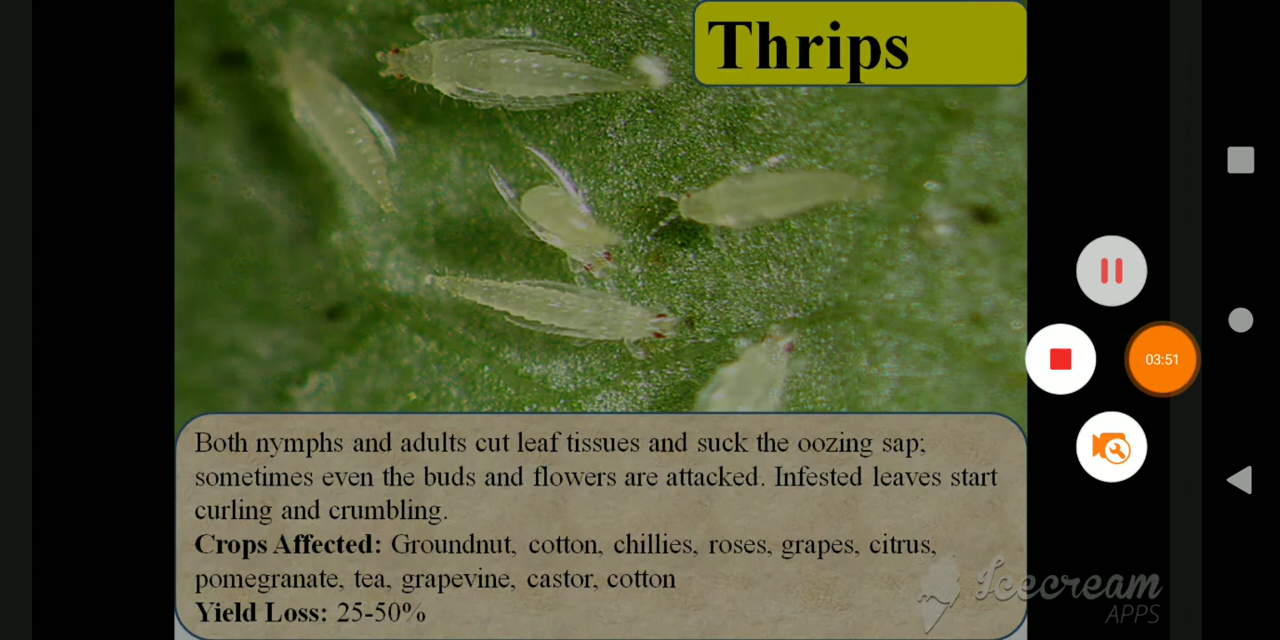 Thrips
03:51
Both nymphs and adults cut leaf tissues and suck the oozing sap;
sometimes even the buds and flowers are attacked. Infested leaves start
curling and crumbling.
Crops Affected: Groundnut, cotton, chillies, roses, grapes, citrus,
pomegranate, tea, grapevine, castor, cotton
Yield Loss: 25-50%
Icecream
APPS